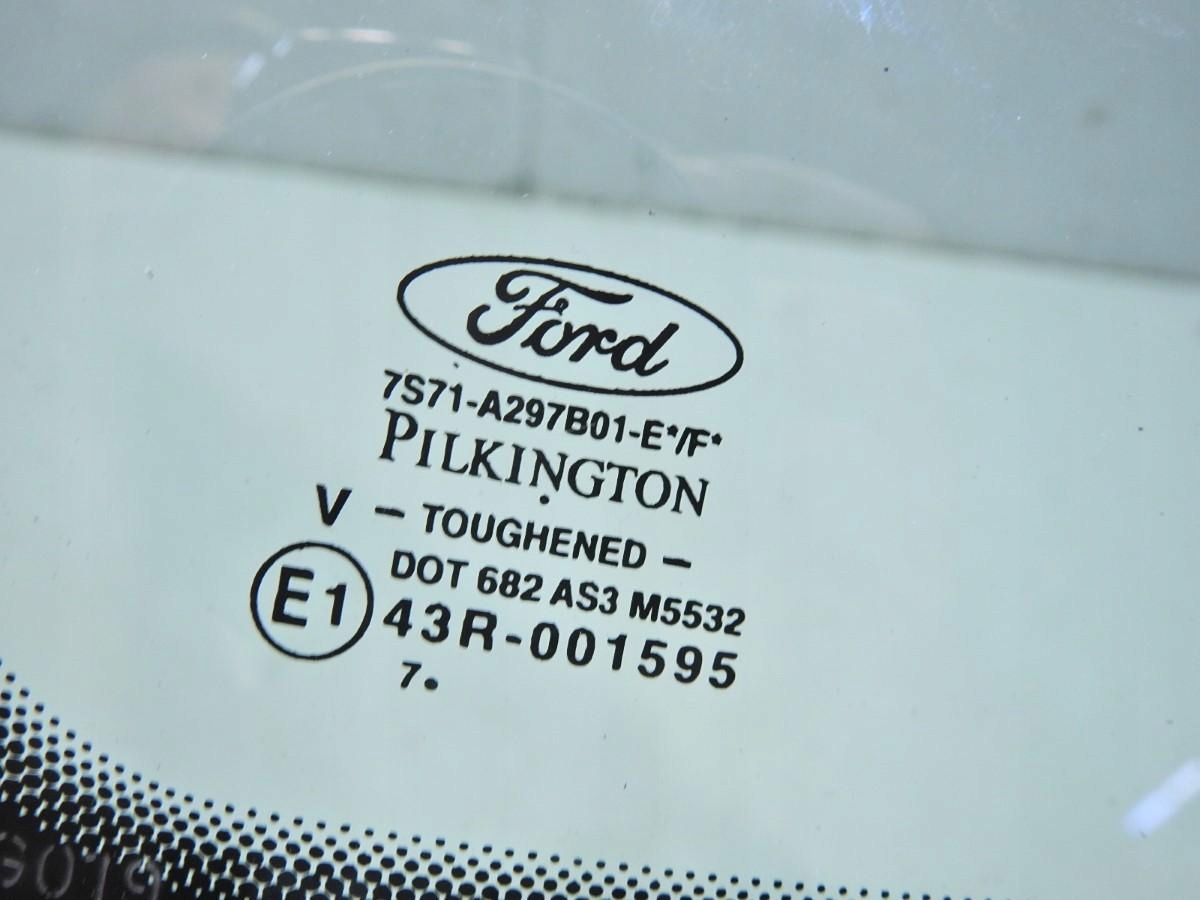 Ford
7S71-A297B01-E*/F*
PILKINGTON
V – TOUGHENED –
DOT 682 AS3 M5532
E1 43R-001595
7.